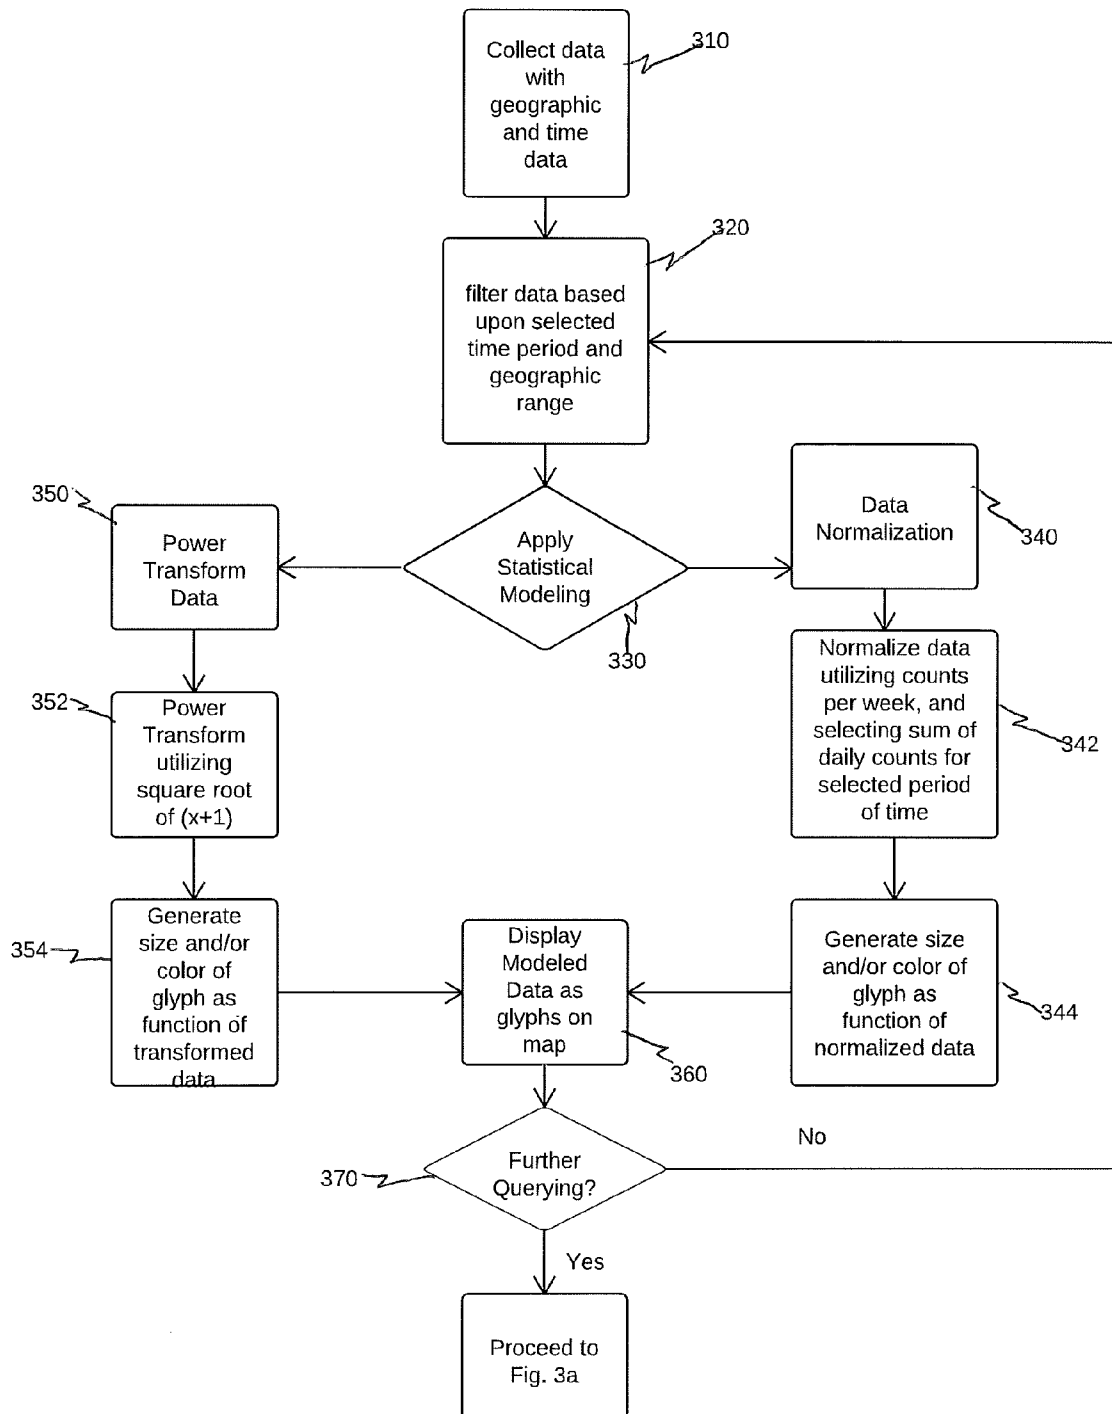 Collect data
with
geographic
and time
data
310
320
filter data based
upon selected
time period and
geographic
range
350
Power
Transform
Data
Apply
Statistical
Modeling
330
Data
Normalization
340
352
Power
Transform
utilizing
square root
of (x+1)
Normalize data
utilizing counts
per week, and
selecting sum of
daily counts for
selected period
of time
342
354
Generate
size and/or
color of
glyph as
function of
transformed
data
Display
Modeled
Data as
glyphs on
map
360
Generate size
and/or color of
glyph as
function of
normalized data
344
370
Further
Querying?
No
Yes
Proceed to
Fig. 3a